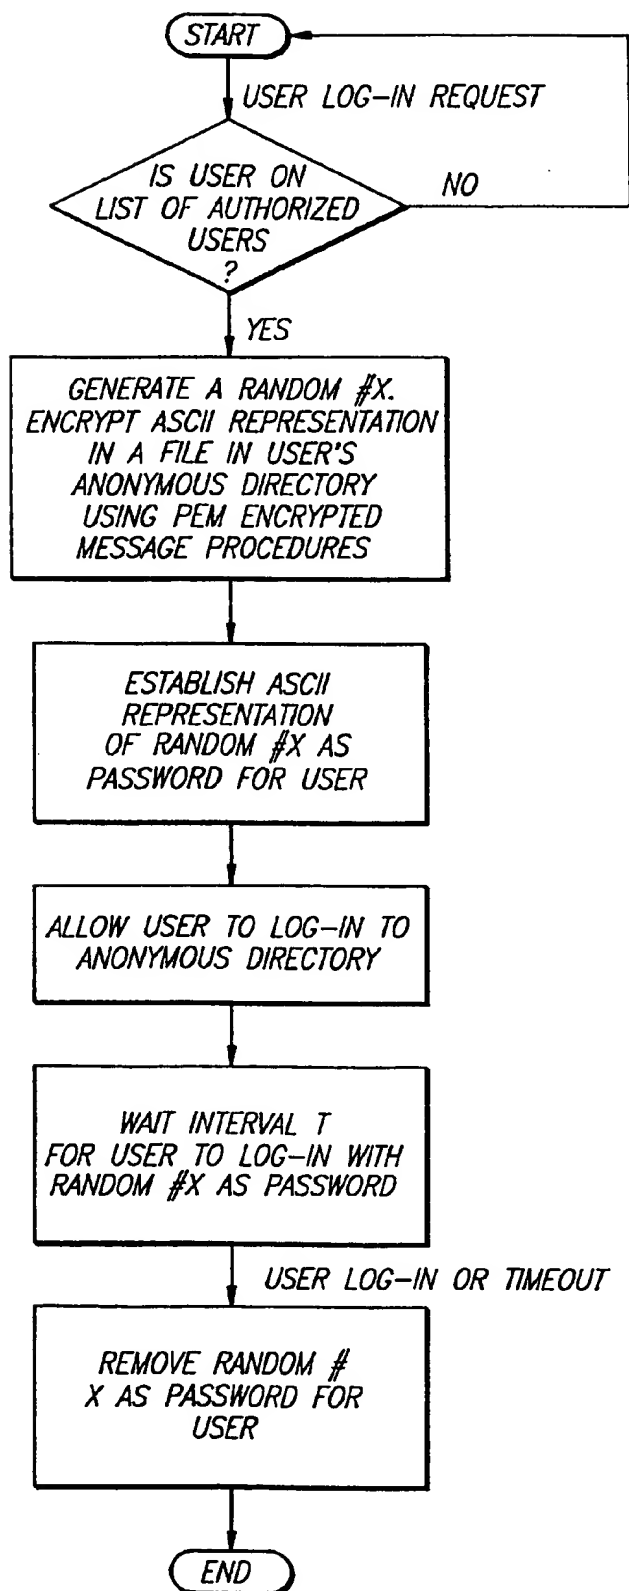 START
USER LOG-IN REQUEST
IS USER ON
LIST OF AUTHORIZED
USERS
?
NO
YES
GENERATE A RANDOM #X.
ENCRYPT ASCII REPRESENTATION
IN A FILE IN USER'S
ANONYMOUS DIRECTORY
USING PEM ENCRYPTED
MESSAGE PROCEDURES
ESTABLISH ASCII
REPRESENTATION
OF RANDOM #X AS
PASSWORD FOR USER
ALLOW USER TO LOG-IN TO
ANONYMOUS DIRECTORY
WAIT INTERVAL T
FOR USER TO LOG-IN WITH
RANDOM #X AS PASSWORD
USER LOG-IN OR TIMEOUT
REMOVE RANDOM #
X AS PASSWORD FOR
USER
END